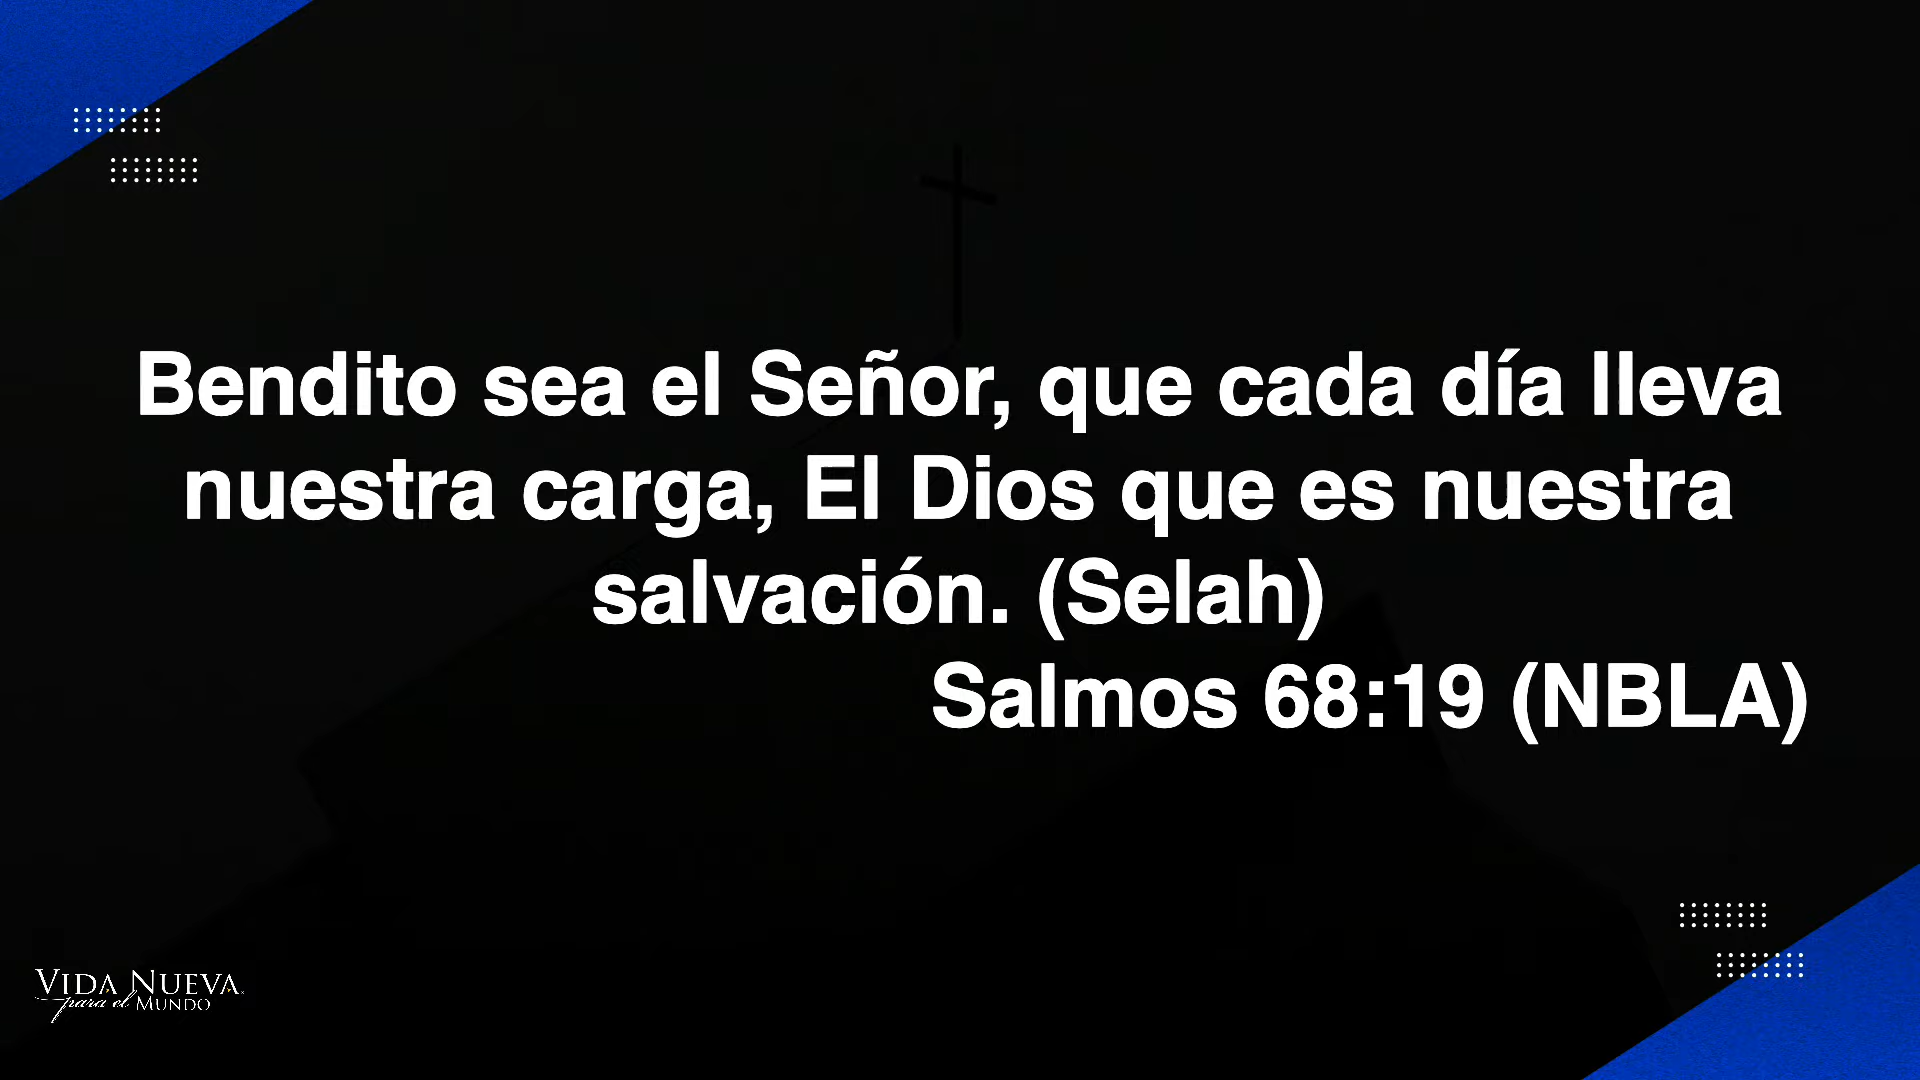 Bendito sea el Señor, que cada día lleva
nuestra carga, El Dios que es nuestra
salvación. (Selah)
Salmos 68:19 (NBLA)
VIDA NUEVA
para el MUNDO